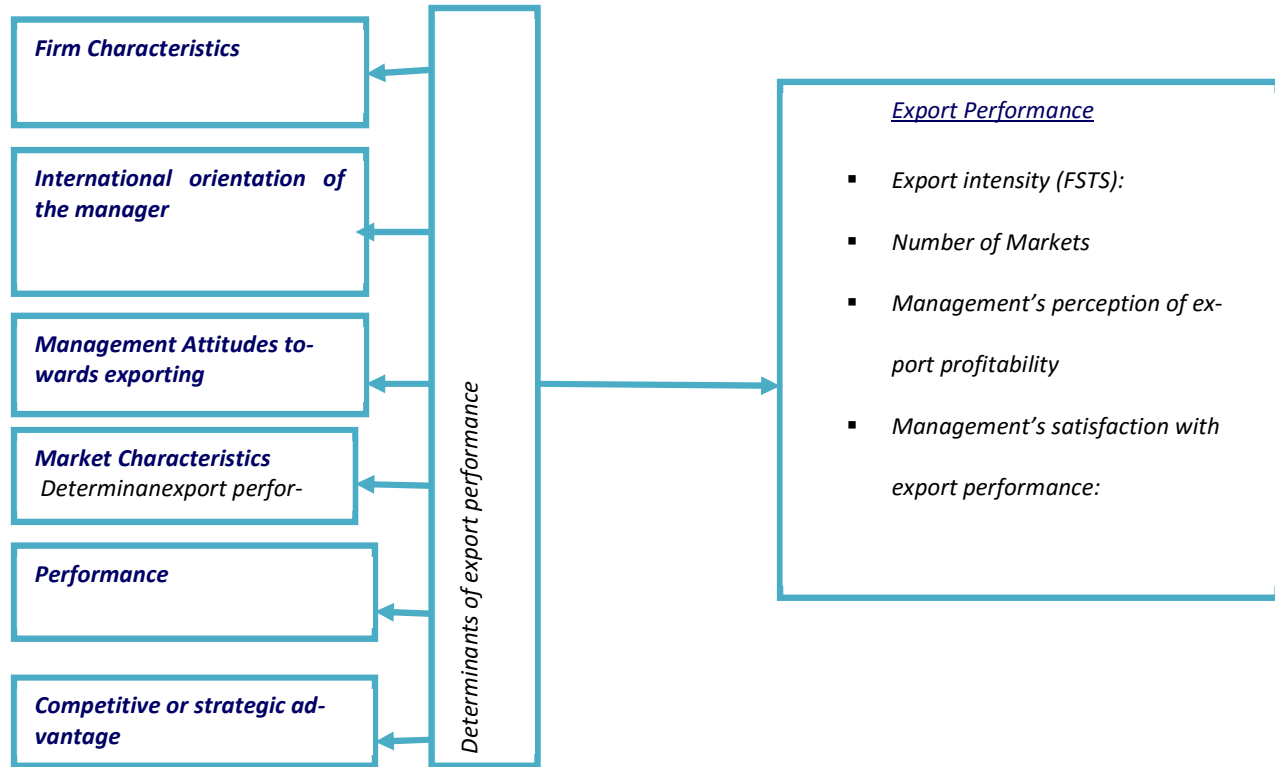 Firm Characteristics
International orientation of
the manager
Management Attitudes to-
wards exporting
Market Characteristics
Determinanexport perfor-
Performance
Competitive or strategic ad-
vantage
Determinants of export performance
Export Performance
▪ Export intensity (FSTS):
▪ Number of Markets
▪ Management’s perception of ex-
port profitability
▪ Management’s satisfaction with
export performance: